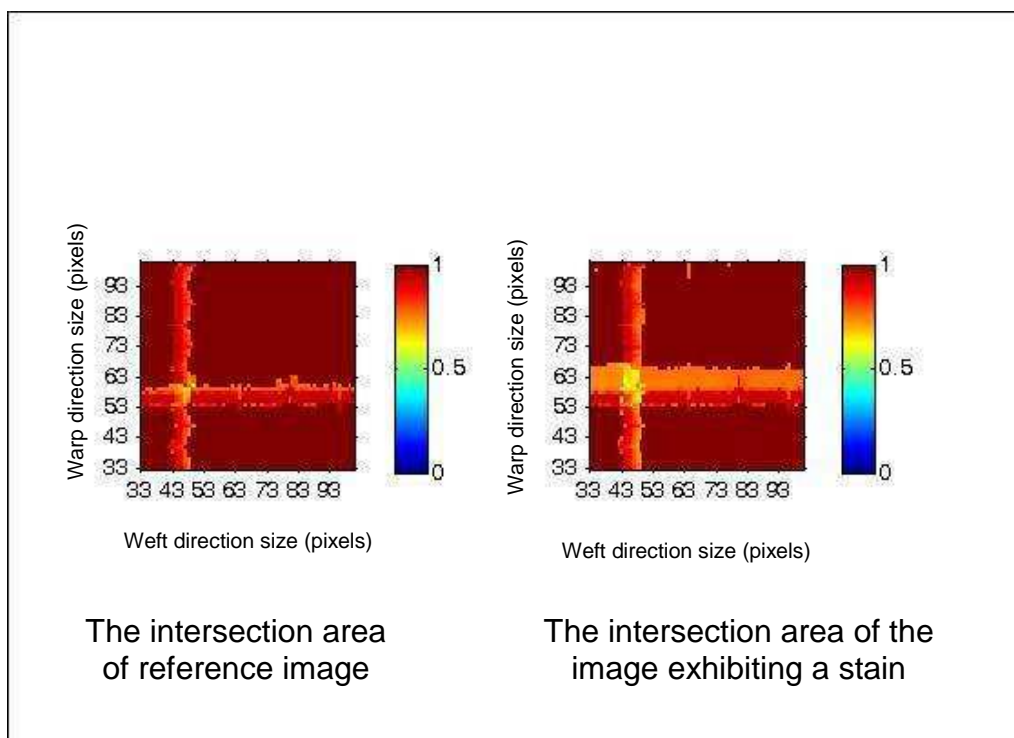 Warp direction size (pixels)
93
83
73
63
53
43
33
33 43 53 63 73 83 93
1
0.5
0
Weft direction size (pixels)
The intersection area
of reference image
Warp direction size (pixels)
93
83
73
63
53
43
33
33 43 53 63 73 83 93
1
0.5
0
Weft direction size (pixels)
The intersection area of the
image exhibiting a stain